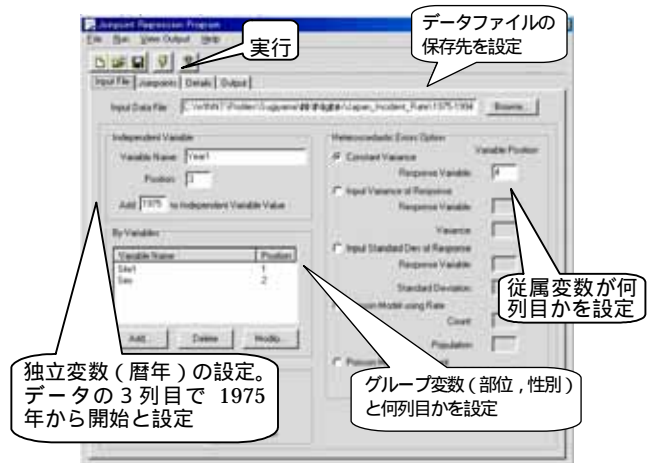 Joinpoint Regression Program
File Run View Output Help
実行
データファイルの
保存先を設定
Input File Joinpoints Details Output
Input Data File
Browse...
Independent Variable
Variable Name Year1
Position 3
Add 1975 to Independent Variable Value
By Variables
Variable Name Position
Site1 1
Sex 2
Add... Delete Modify...
Heteroscedastic Errors Option
Variable Position
Constant Variance
Response Variable 4
Input Variance of Response
Response Variable
Variance
Input Standard Dev of Response
Response Variable
Standard Deviation
Model using Rate
Count
Population
従属変数が何
列目かを設定
独立変数（暦年）の設定。
データの３列目で 1975
年から開始と設定
グループ変数（部位，性別）
と何列目かを設定